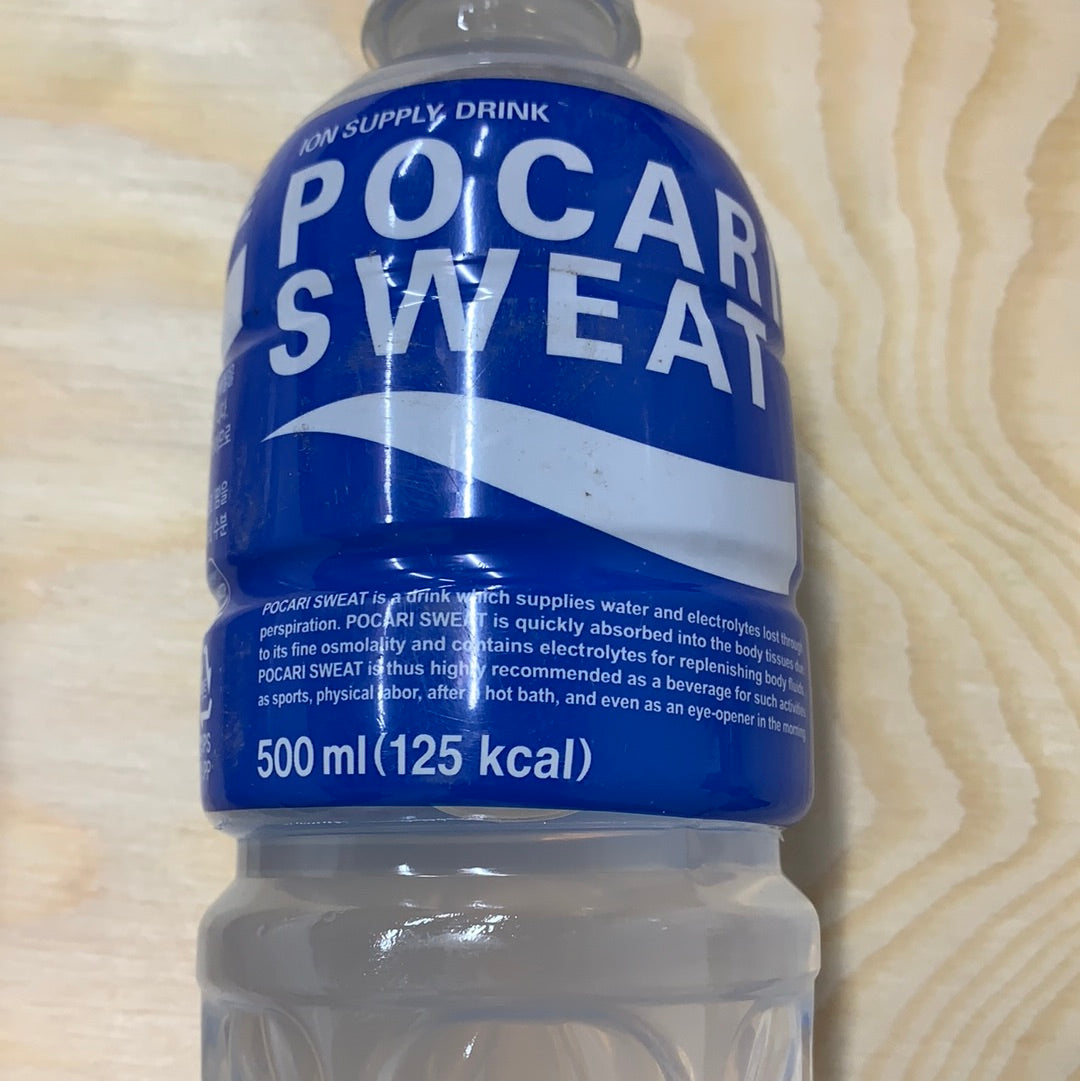 ION SUPPLY DRINK
POCARI
SWEAT
POCARI SWEAT is a drink which supplies water and electrolytes lost through
perspiration. POCARI SWEAT is quickly absorbed into the body tissues due
to its fine osmolality and contains electrolytes for replenishing body fluids.
POCARI SWEAT is thus highly recommended as a beverage for such activities
as sports, physical labor, after a hot bath, and even as an eye-opener in the morning
500 ml (125 kcal)